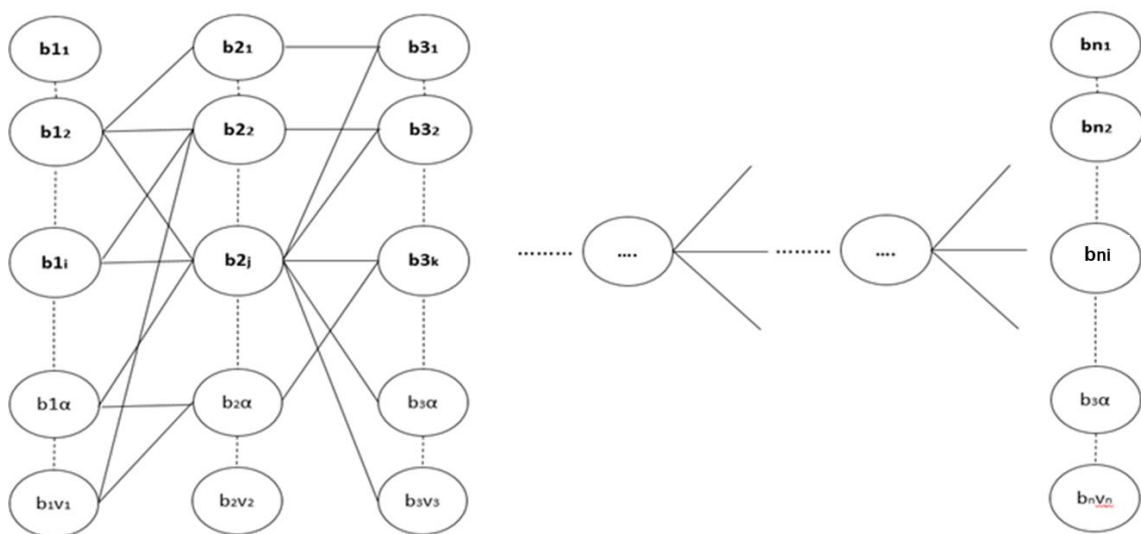 b1₁ b2₁ b3₁ bn₁
b1₂ b2₂ b3₂ bn₂
b1ᵢ b2ⱼ b3ₖ ......... .... ......... .... bni
b1α b₂α b₃α b₃α
b₁v₁ b₂v₂ b₃v₃ bₙvₙ